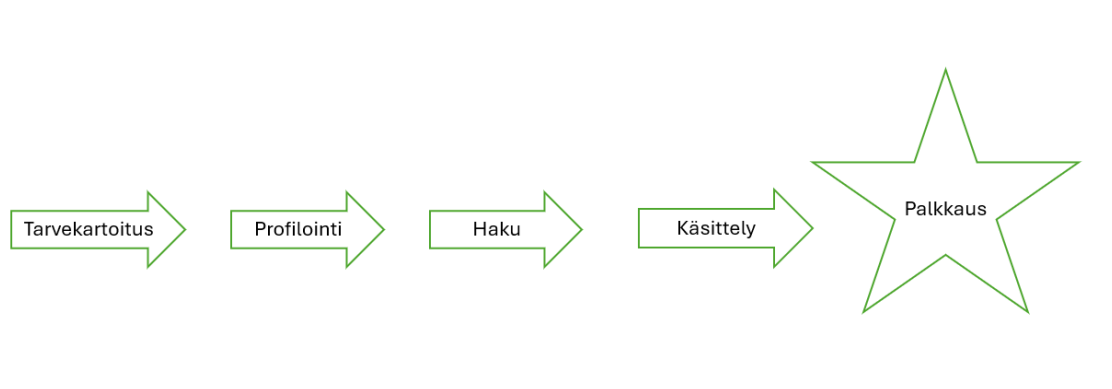 Tarvekartoitus
Profilointi
Haku
Käsittely
Palkkaus